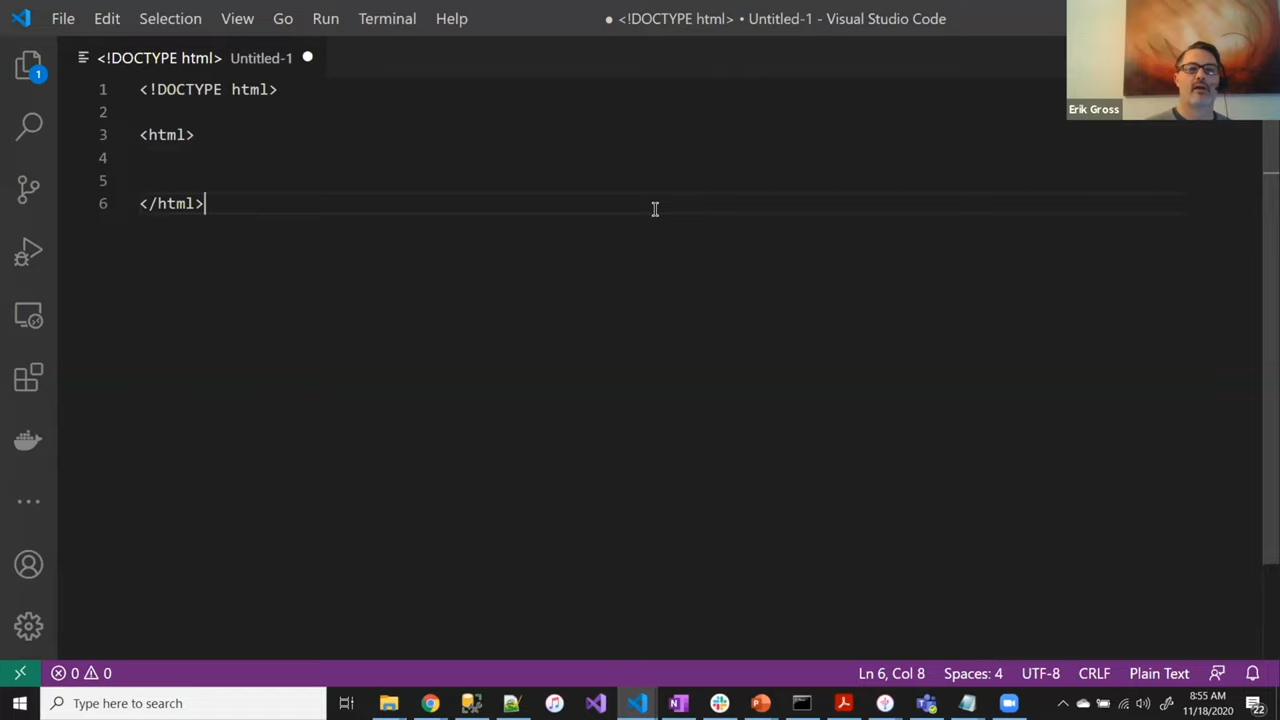 File Edit Selection View Go Run Terminal Help
● <!DOCTYPE html> • Untitled-1 - Visual Studio Code
<!DOCTYPE html> Untitled-1
Erik Gross
1 <!DOCTYPE html>
2
3 <html>
4
5
6 </html>
1
0 0
Ln 6, Col 8 Spaces: 4 UTF-8 CRLF Plain Text
Type here to search
8:55 AM
11/18/2020
22